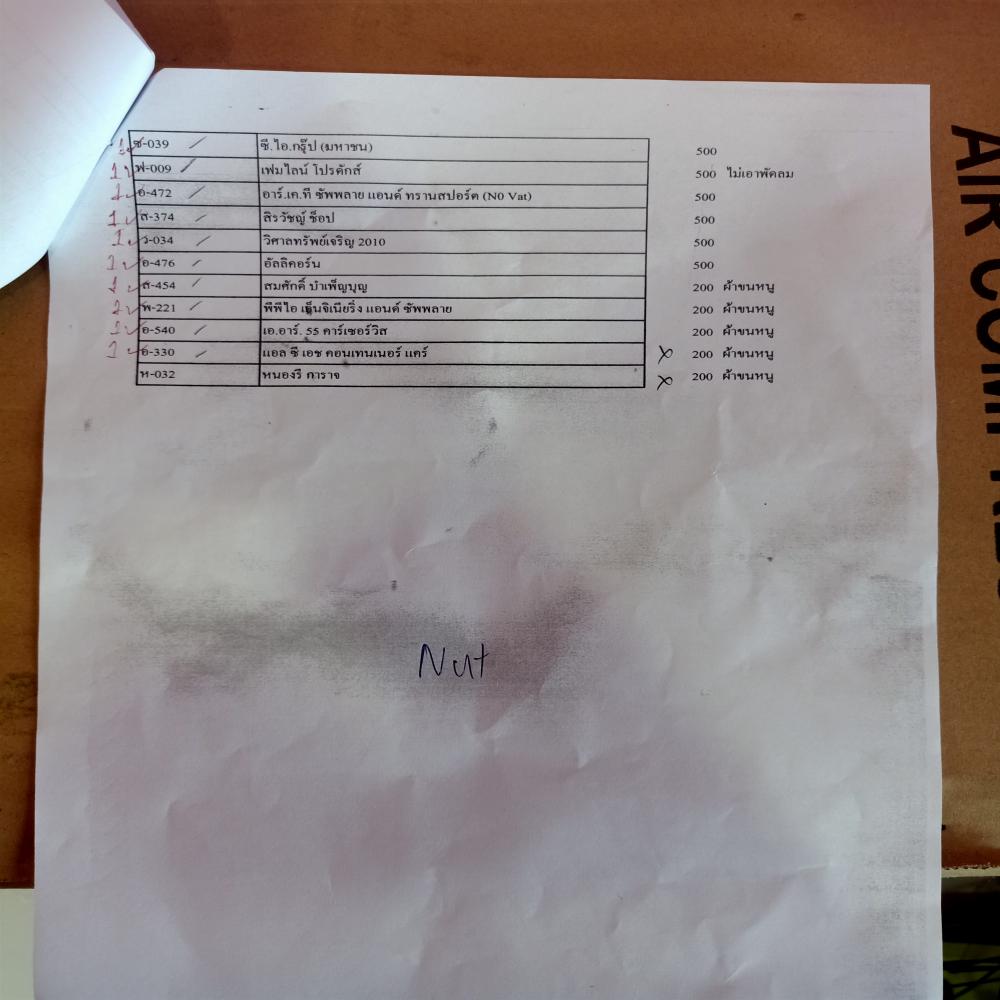 1 ซ-039 / ซี.ไอ.กรุ๊ป (มหาชน) 500
1 ฟ-009 / เฟมไลน์ โปรดักส์ 500 ไม่เอาพัดลม
1 อ-472 / อาร์.เค.ที ซัพพลาย แอนด์ ทรานสปอร์ต (N0 Vat) 500
1 ส-374 / สิรวัชญ์ ช็อป 500
1 ว-034 / วิศาลทรัพย์เจริญ 2010 500
1 อ-476 / อัลลิคอร์น 500
1 ส-454 / สมศักดิ์ บำเพ็ญบุญ 200 ผ้าขนหนู
1 พ-221 / พีพีไอ เอ็นจิเนียริ่ง แอนด์ ซัพพลาย 200 ผ้าขนหนู
1 อ-540 / เอ.อาร์. 55 คาร์เซอร์วิส 200 ผ้าขนหนู
1 อ-330 / แอล ซี เอช คอนเทนเนอร์ แคร์ x 200 ผ้าขนหนู
ห-032 หนองรี การาจ x 200 ผ้าขนหนู
Nut
AIR COMPRES